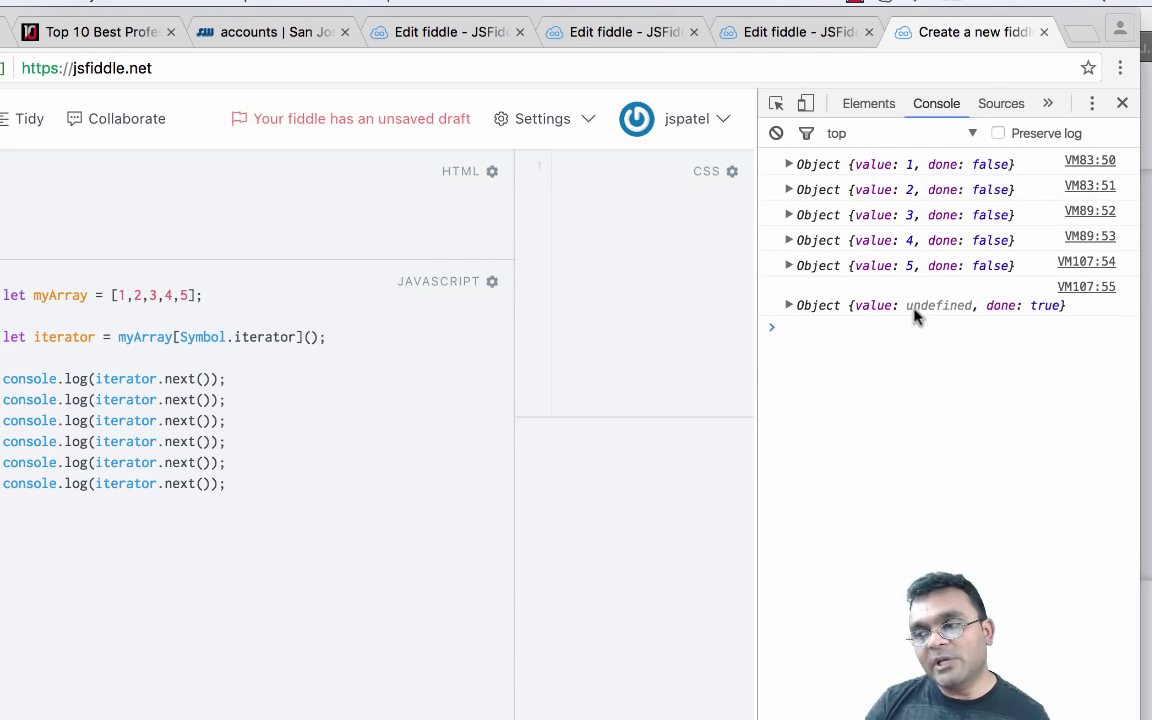 Top 10 Best Profe
accounts | San Jo
Edit fiddle - JSFid
Edit fiddle - JSFid
Edit fiddle - JSFid
Create a new fiddl
https://jsfiddle.net
Tidy
Collaborate
Your fiddle has an unsaved draft
Settings
jspatel
Elements
Console
Sources
»
top
Preserve log
HTML
1
CSS
JAVASCRIPT
let myArray = [1,2,3,4,5];
let iterator = myArray[Symbol.iterator]();
console.log(iterator.next());
console.log(iterator.next());
console.log(iterator.next());
console.log(iterator.next());
console.log(iterator.next());
console.log(iterator.next());
Object {value: 1, done: false} VM83:50
Object {value: 2, done: false} VM83:51
Object {value: 3, done: false} VM89:52
Object {value: 4, done: false} VM89:53
Object {value: 5, done: false} VM107:54
VM107:55
Object {value: undefined, done: true}